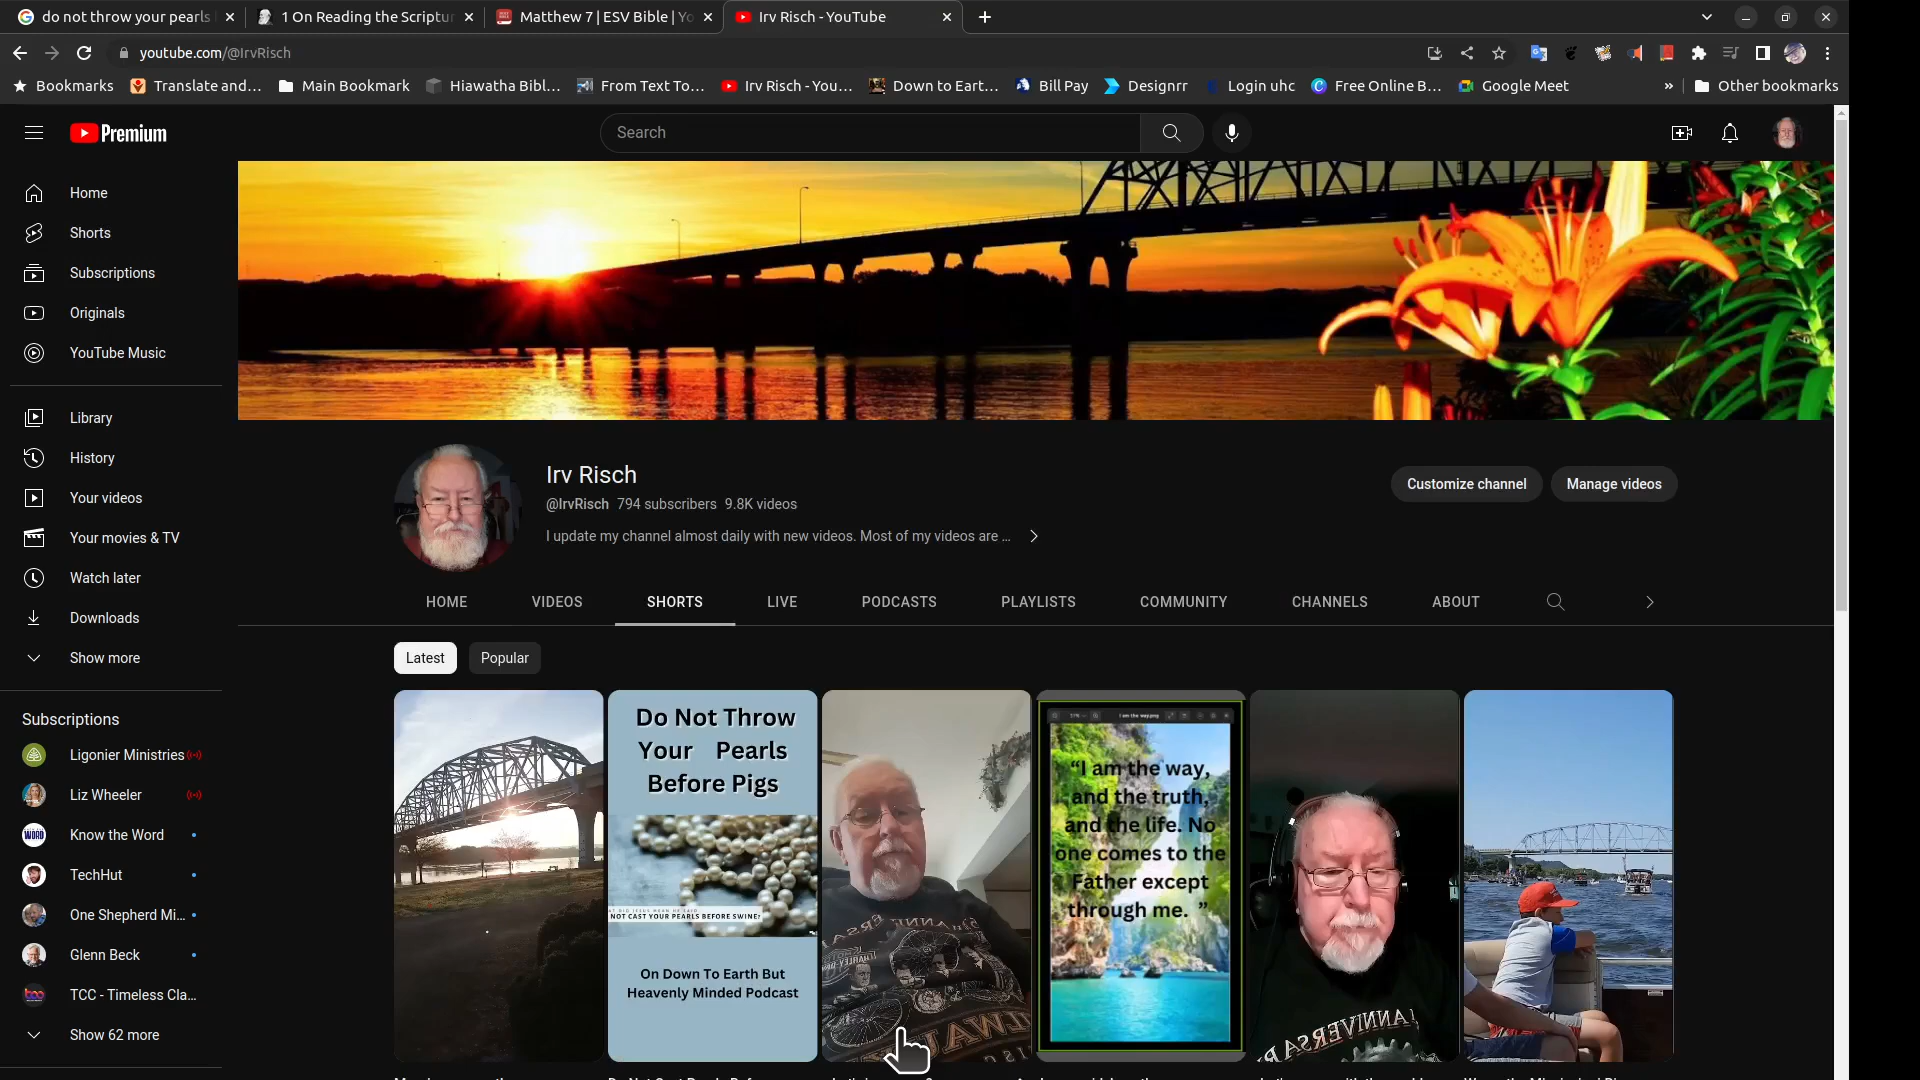 do not throw your pearls
1 On Reading the Scriptur
Matthew 7 | ESV Bible | Yo
Irv Risch - YouTube
youtube.com/@IrvRisch
Bookmarks
Translate and...
Main Bookmark
Hiawatha Bibl...
From Text To...
Irv Risch - You...
Down to Eart...
Bill Pay
Designrr
Login uhc
Free Online B...
Google Meet
»
Other bookmarks
Premium
Search
Home
Shorts
Subscriptions
Originals
YouTube Music
Library
History
Your videos
Your movies & TV
Watch later
Downloads
Show more
Subscriptions
Ligonier Ministries
Liz Wheeler
Know the Word
TechHut
One Shepherd Mi...
Glenn Beck
TCC - Timeless Cla...
Show 62 more
Irv Risch
@IrvRisch 794 subscribers 9.8K videos
I update my channel almost daily with new videos. Most of my videos are ...
Customize channel
Manage videos
HOME
VIDEOS
SHORTS
LIVE
PODCASTS
PLAYLISTS
COMMUNITY
CHANNELS
ABOUT
Latest
Popular
Do Not Throw
Your Pearls
Before Pigs
NOT CAST YOUR PEARLS BEFORE SWINE?
On Down To Earth But
Heavenly Minded Podcast
I am the way.png
“I am the way,
and the truth,
and the life. No
one comes to the
Father except
through me. ”